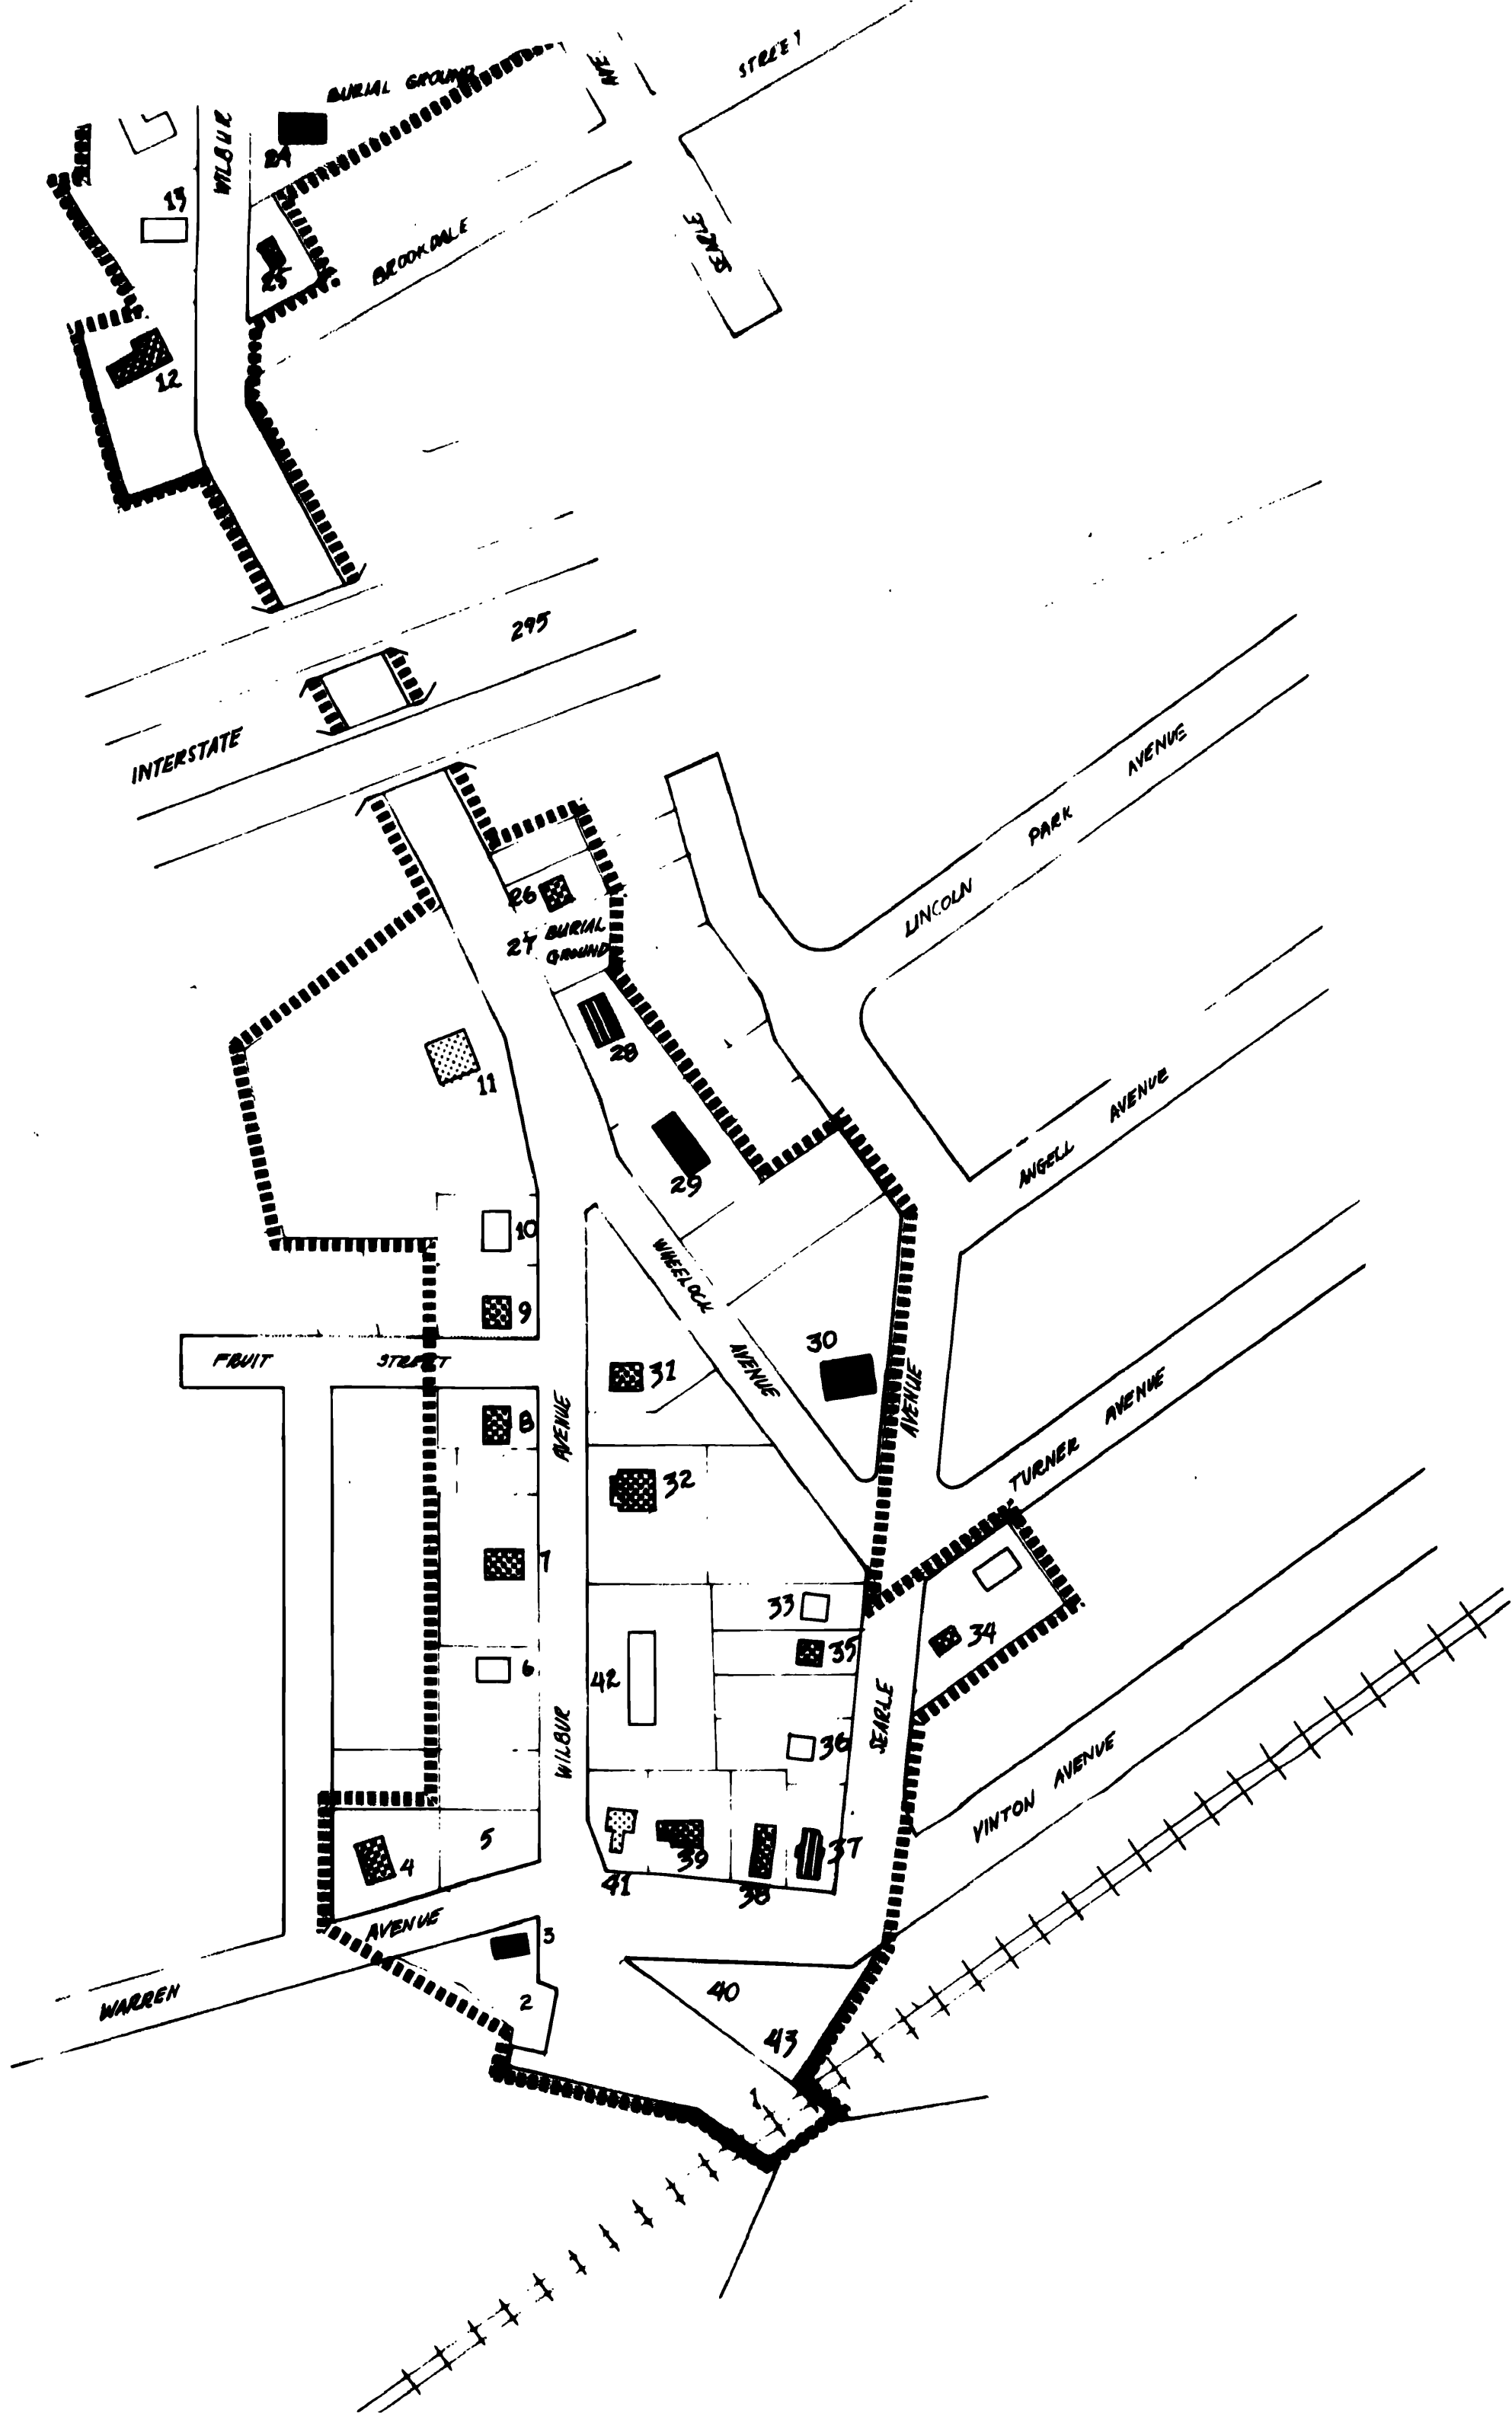 STREET
AVE
BURIAL GROUND
WILBUR
24
13
25
BROOKDALE
SEARLE
12
295
INTERSTATE
AVENUE
PARK
LINCOLN
26
27 BURIAL
GROUND
28
11
AVENUE
ANGELL
29
10
WHEELOCK
AVENUE
9
30
FRUIT STREET
31
AVENUE
8
AVENUE
AVENUE
TURNER
32
7
33
34
35
6
42
SEARLE
WILBUR
36
VINTON AVENUE
5
4
39
38
37
41
AVENUE
3
WARREN
2
40
43
1